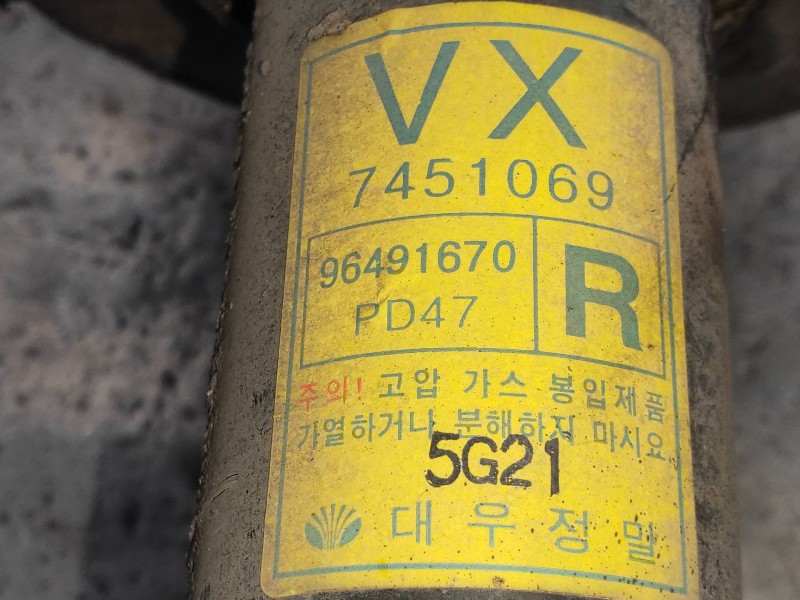 VX
7451069
96491670
PD47
R
주의! 고압 가스 봉입제품
가열하거나 분해하지 마시요.
5G21
대우정밀